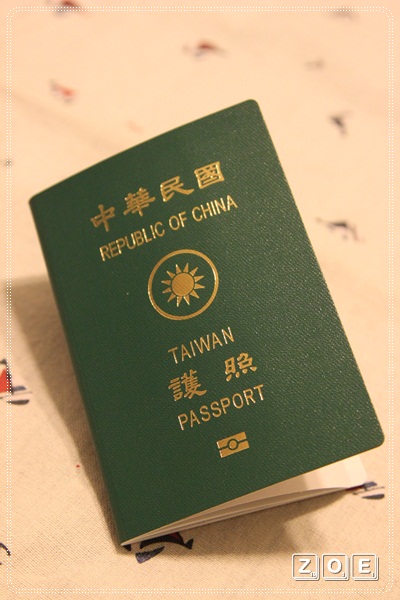 中華民國
REPUBLIC OF CHINA
TAIWAN
護照
PASSPORT
ZOE